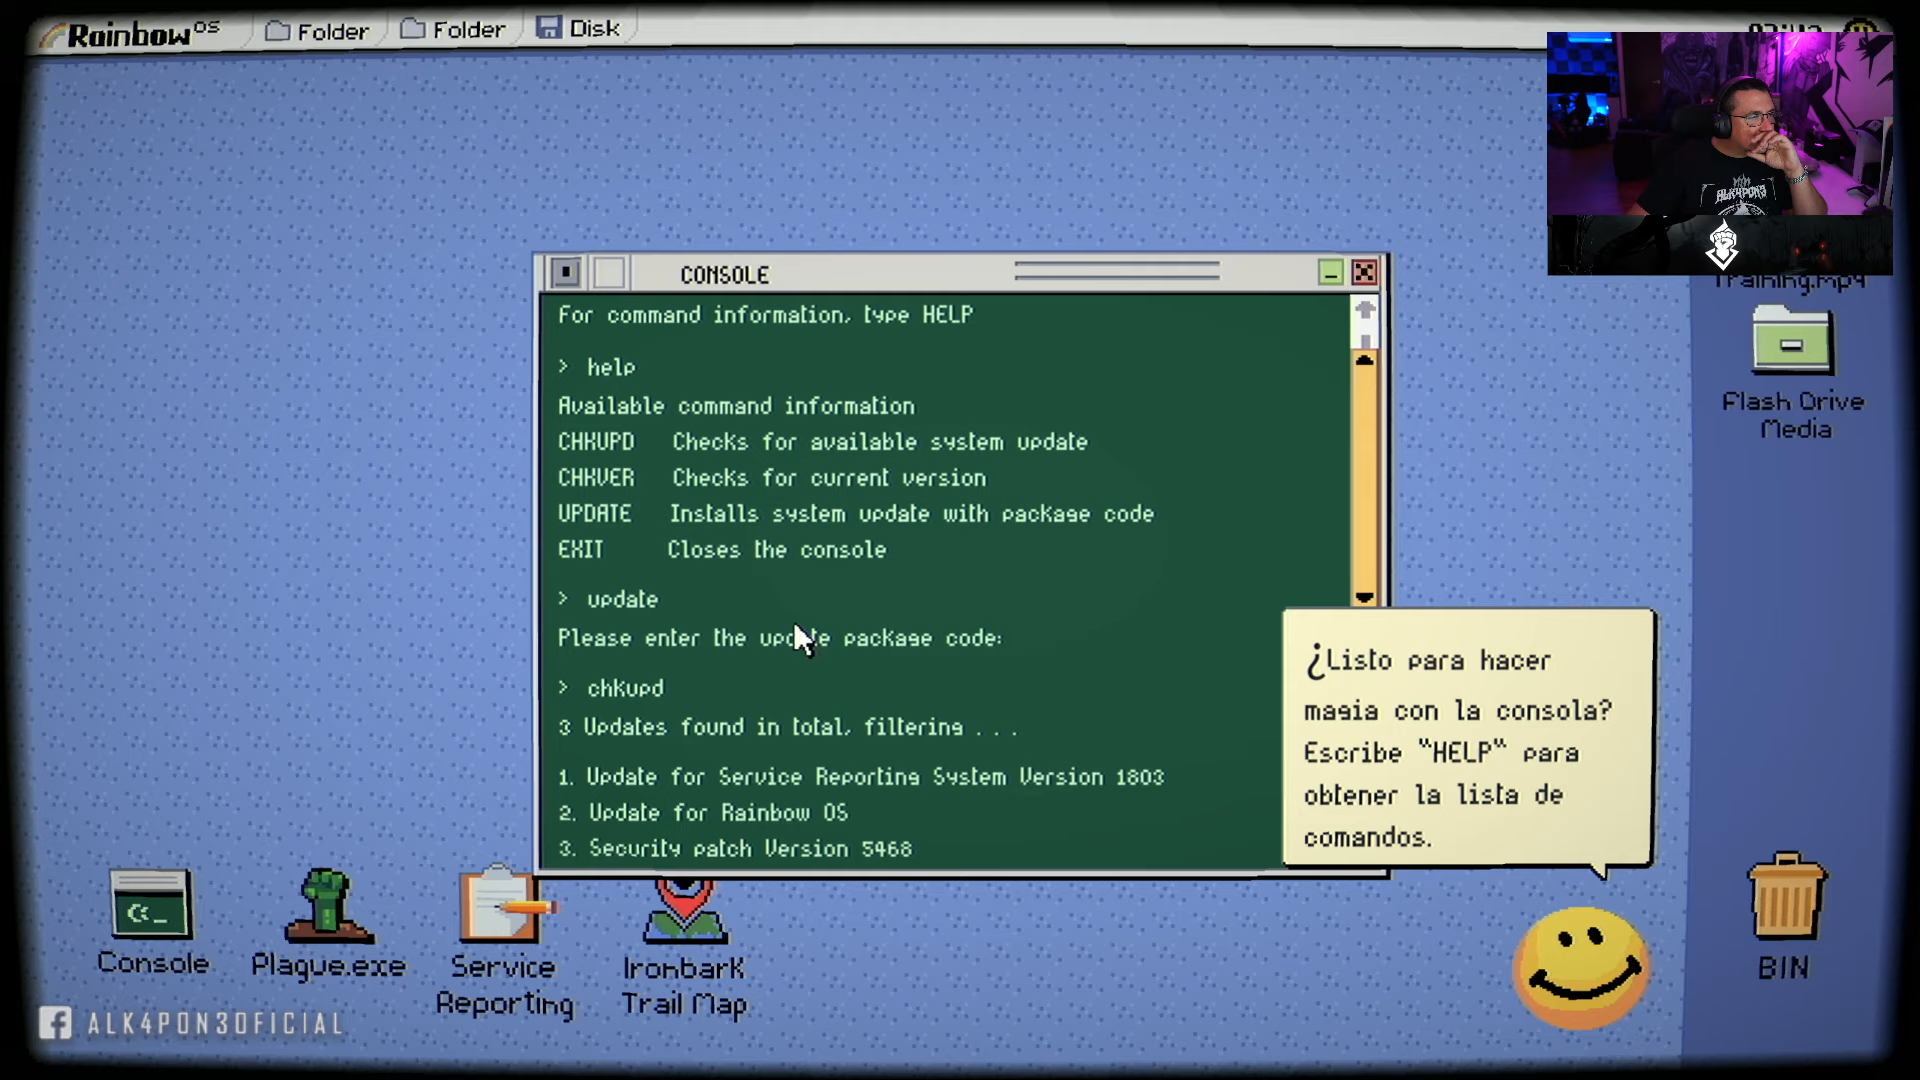 Rainbow OS
Folder
Folder
Disk
CONSOLE
For command information, type HELP
> help
Available command information
CHKUPD Checks for available system update
CHKVER Checks for current version
UPDATE Installs system update with package code
EXIT Closes the console
> update
Please enter the update package code:
> chkupd
3 Updates found in total, filtering . . .
1. Update for Service Reporting System Version 1803
2. Update for Rainbow OS
3. Security patch Version 5468
¿Listo para hacer
magia con la consola?
Escribe "HELP" para
obtener la lista de
comandos.
ALK4PON3
Training.mp4
Flash Drive
Media
BIN
Console
Plague.exe
Service
Reporting
Ironbark
Trail Map
ALK4PON3OFICIAL